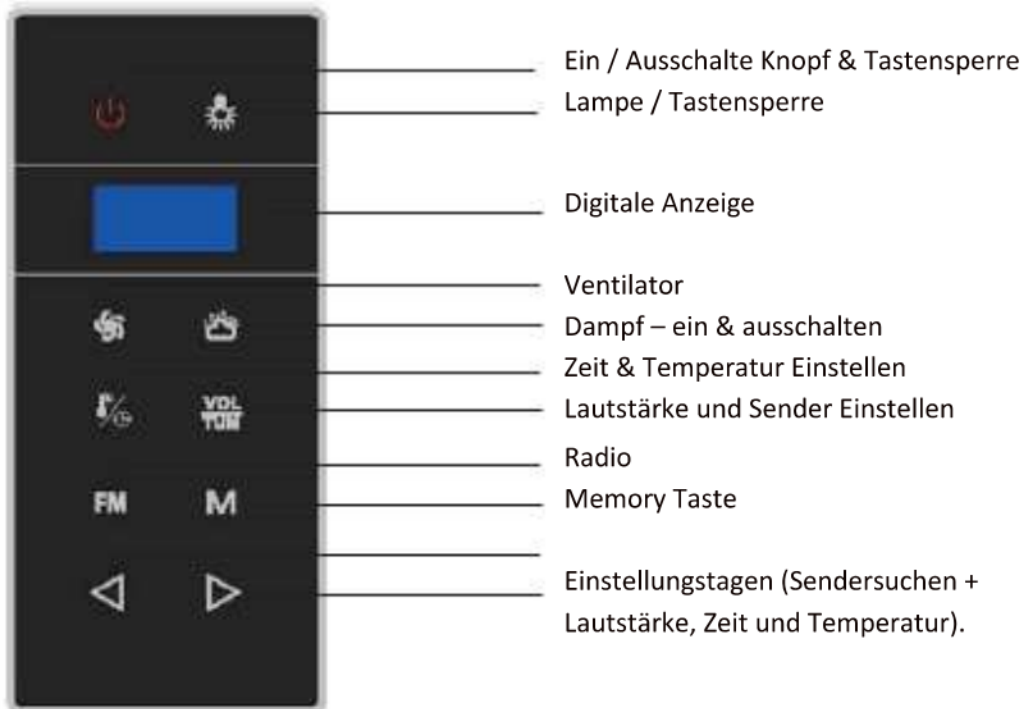 Ein / Ausschalte Knopf & Tastensperre
Lampe / Tastensperre
Digitale Anzeige
Ventilator
Dampf – ein & ausschalten
Zeit & Temperatur Einstellen
VOL
TUM
Lautstärke und Sender Einstellen
Radio
FM M
Memory Taste
Einstellungstagen (Sendersuchen +
Lautstärke, Zeit und Temperatur).